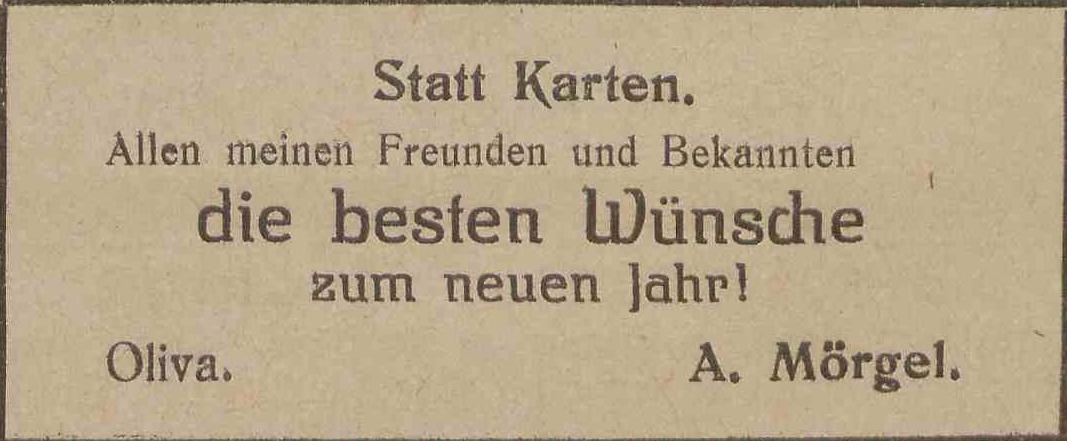 Statt Karten.
Allen meinen Freunden und Bekannten
die besten Wünsche
zum neuen Jahr!
Oliva. A. Mörgel.